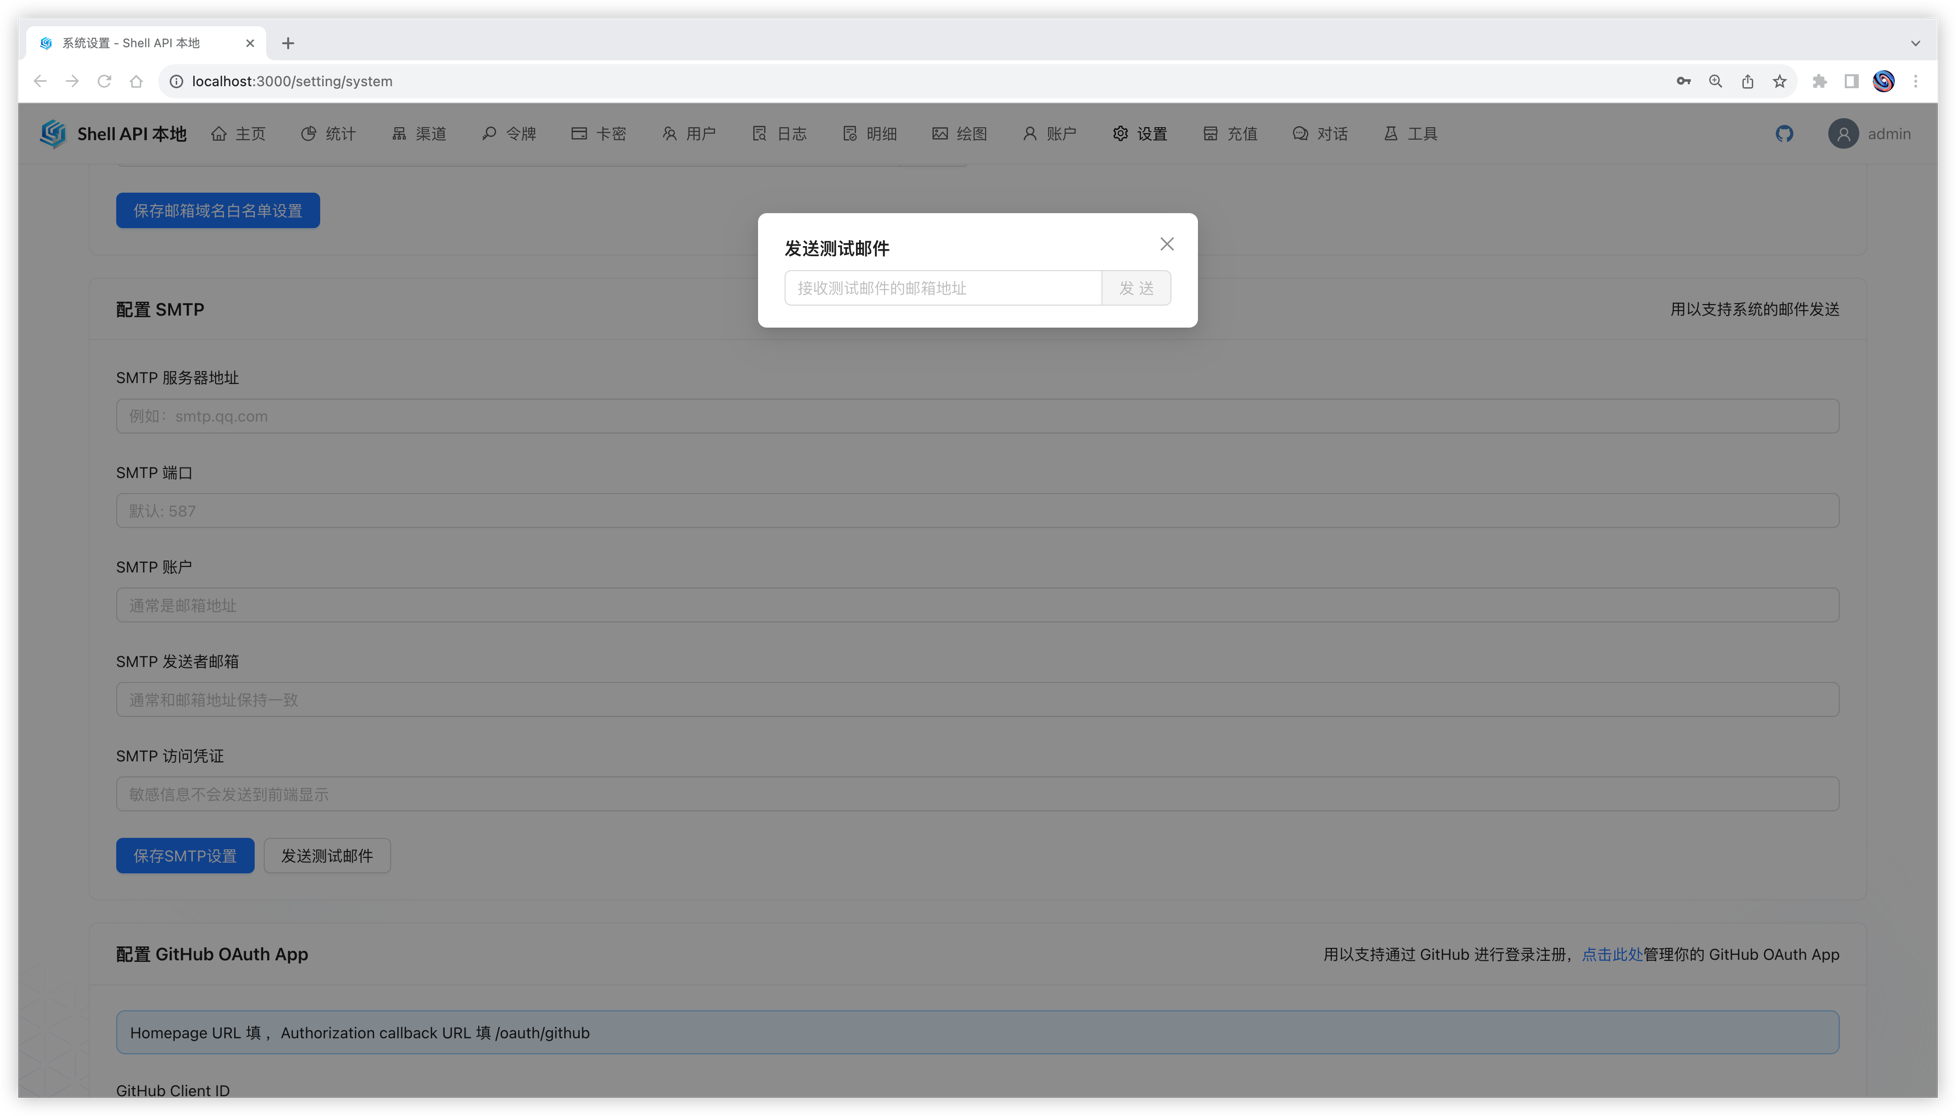 系统设置 - Shell API 本地
localhost:3000/setting/system
Shell API 本地 主页 统计 渠道 令牌 卡密 用户 日志 明细 绘图 账户 设置 充值 对话 工具 admin
保存邮箱域名白名单设置
发送测试邮件
接收测试邮件的邮箱地址 发 送
配置 SMTP 用以支持系统的邮件发送
SMTP 服务器地址
例如：smtp.qq.com
SMTP 端口
默认: 587
SMTP 账户
通常是邮箱地址
SMTP 发送者邮箱
通常和邮箱地址保持一致
SMTP 访问凭证
敏感信息不会发送到前端显示
保存SMTP设置 发送测试邮件
配置 GitHub OAuth App 用以支持通过 GitHub 进行登录注册，点击此处管理你的 GitHub OAuth App
Homepage URL 填 ，Authorization callback URL 填 /oauth/github
GitHub Client ID